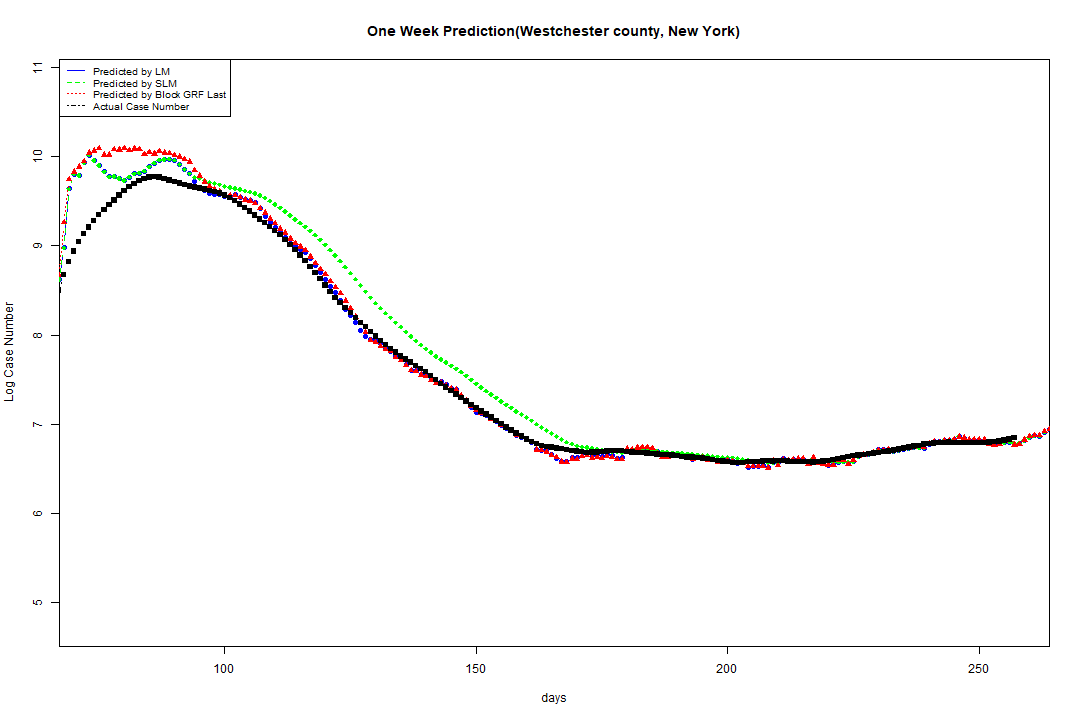 One Week Prediction(Westchester county, New York)
Predicted by LM
Predicted by SLM
Predicted by Block GRF Last
Actual Case Number
11
10
9
8
7
6
5
Log Case Number
100
150
200
250
days